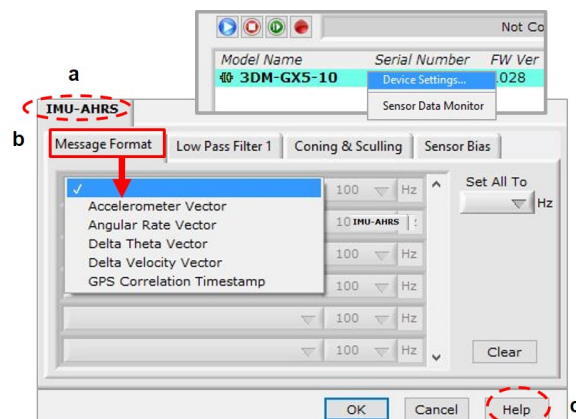 Not Co
Model Name Serial Number FW Ver
3DM-GX5-10 .028
Device Settings...
Sensor Data Monitor
a
IMU-AHRS
b
Message Format Low Pass Filter 1 Coning & Sculling Sensor Bias
✓
Accelerometer Vector
Angular Rate Vector
Delta Theta Vector
Delta Velocity Vector
GPS Correlation Timestamp
100 Hz
10 IMU-AHRS
100 Hz
100 Hz
100 Hz
100 Hz
Set All To
Hz
Clear
OK Cancel Help